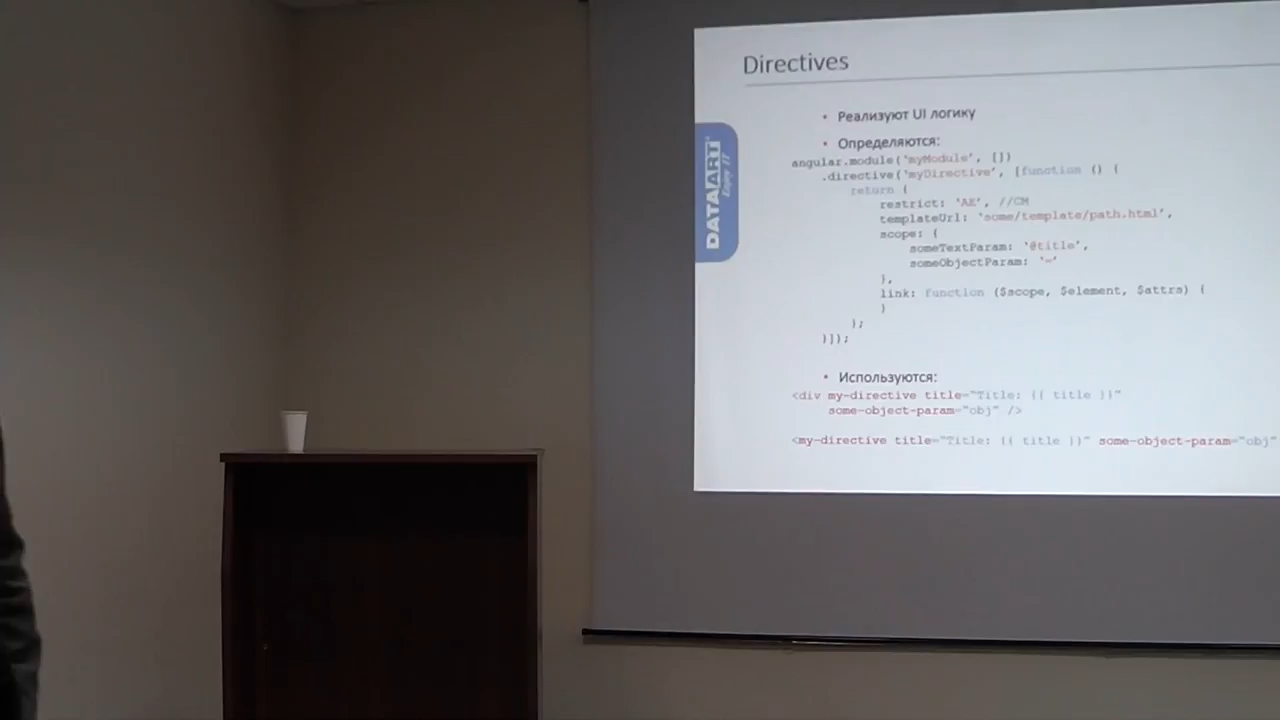 Directives
• Реализуют UI логику
• Определяются:
angular.module('myModule', [])
.directive('myDirective', [function () {
return {
restrict: 'AE', //CM
templateUrl: 'some/template/path.html',
scope: {
someTextParam: '@title',
someObjectParam: '='
},
link: function ($scope, $element, $attrs) {
}
};
}]);
• Используются:
<div my-directive title="Title: {{ title }}"
some-object-param="obj" />
<my-directive title="Title: {{ title }}" some-object-param="obj"
DATAART
Enjoy IT